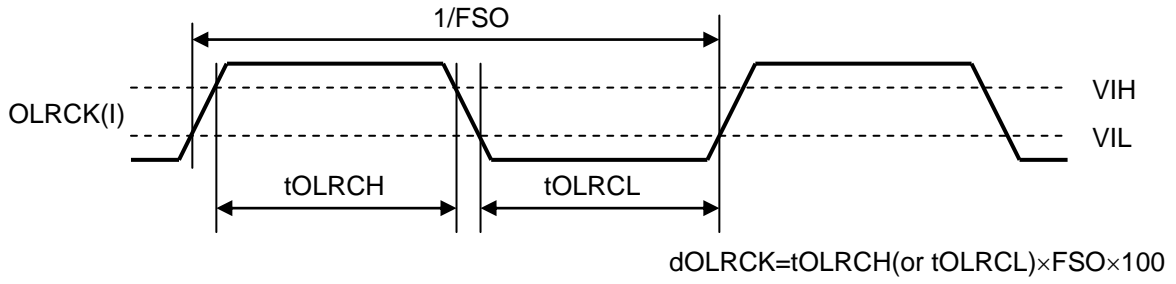 1/FSO
VIH
OLRCK(I)
VIL
tOLRCH
tOLRCL
dOLRCK=tOLRCH(or tOLRCL)×FSO×100